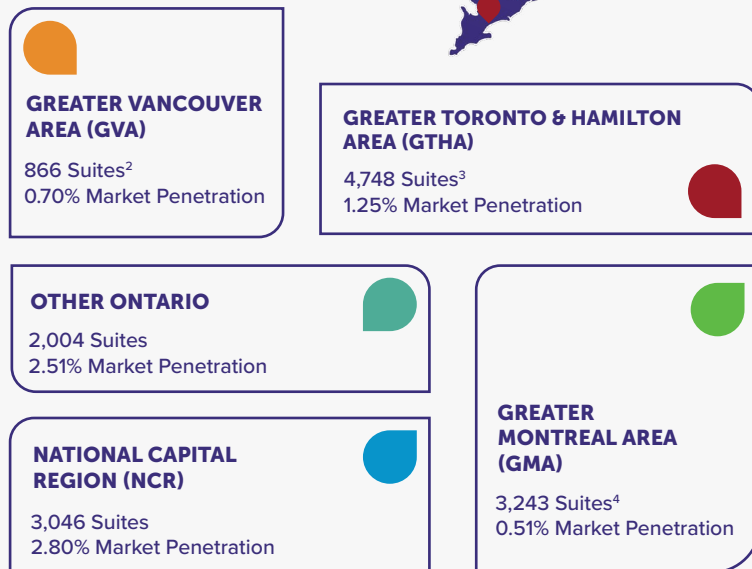 GREATER VANCOUVER
AREA (GVA)
866 Suites²
0.70% Market Penetration
GREATER TORONTO & HAMILTON
AREA (GTHA)
4,748 Suites³
1.25% Market Penetration
OTHER ONTARIO
2,004 Suites
2.51% Market Penetration
NATIONAL CAPITAL
REGION (NCR)
3,046 Suites
2.80% Market Penetration
GREATER
MONTREAL AREA
(GMA)
3,243 Suites⁴
0.51% Market Penetration